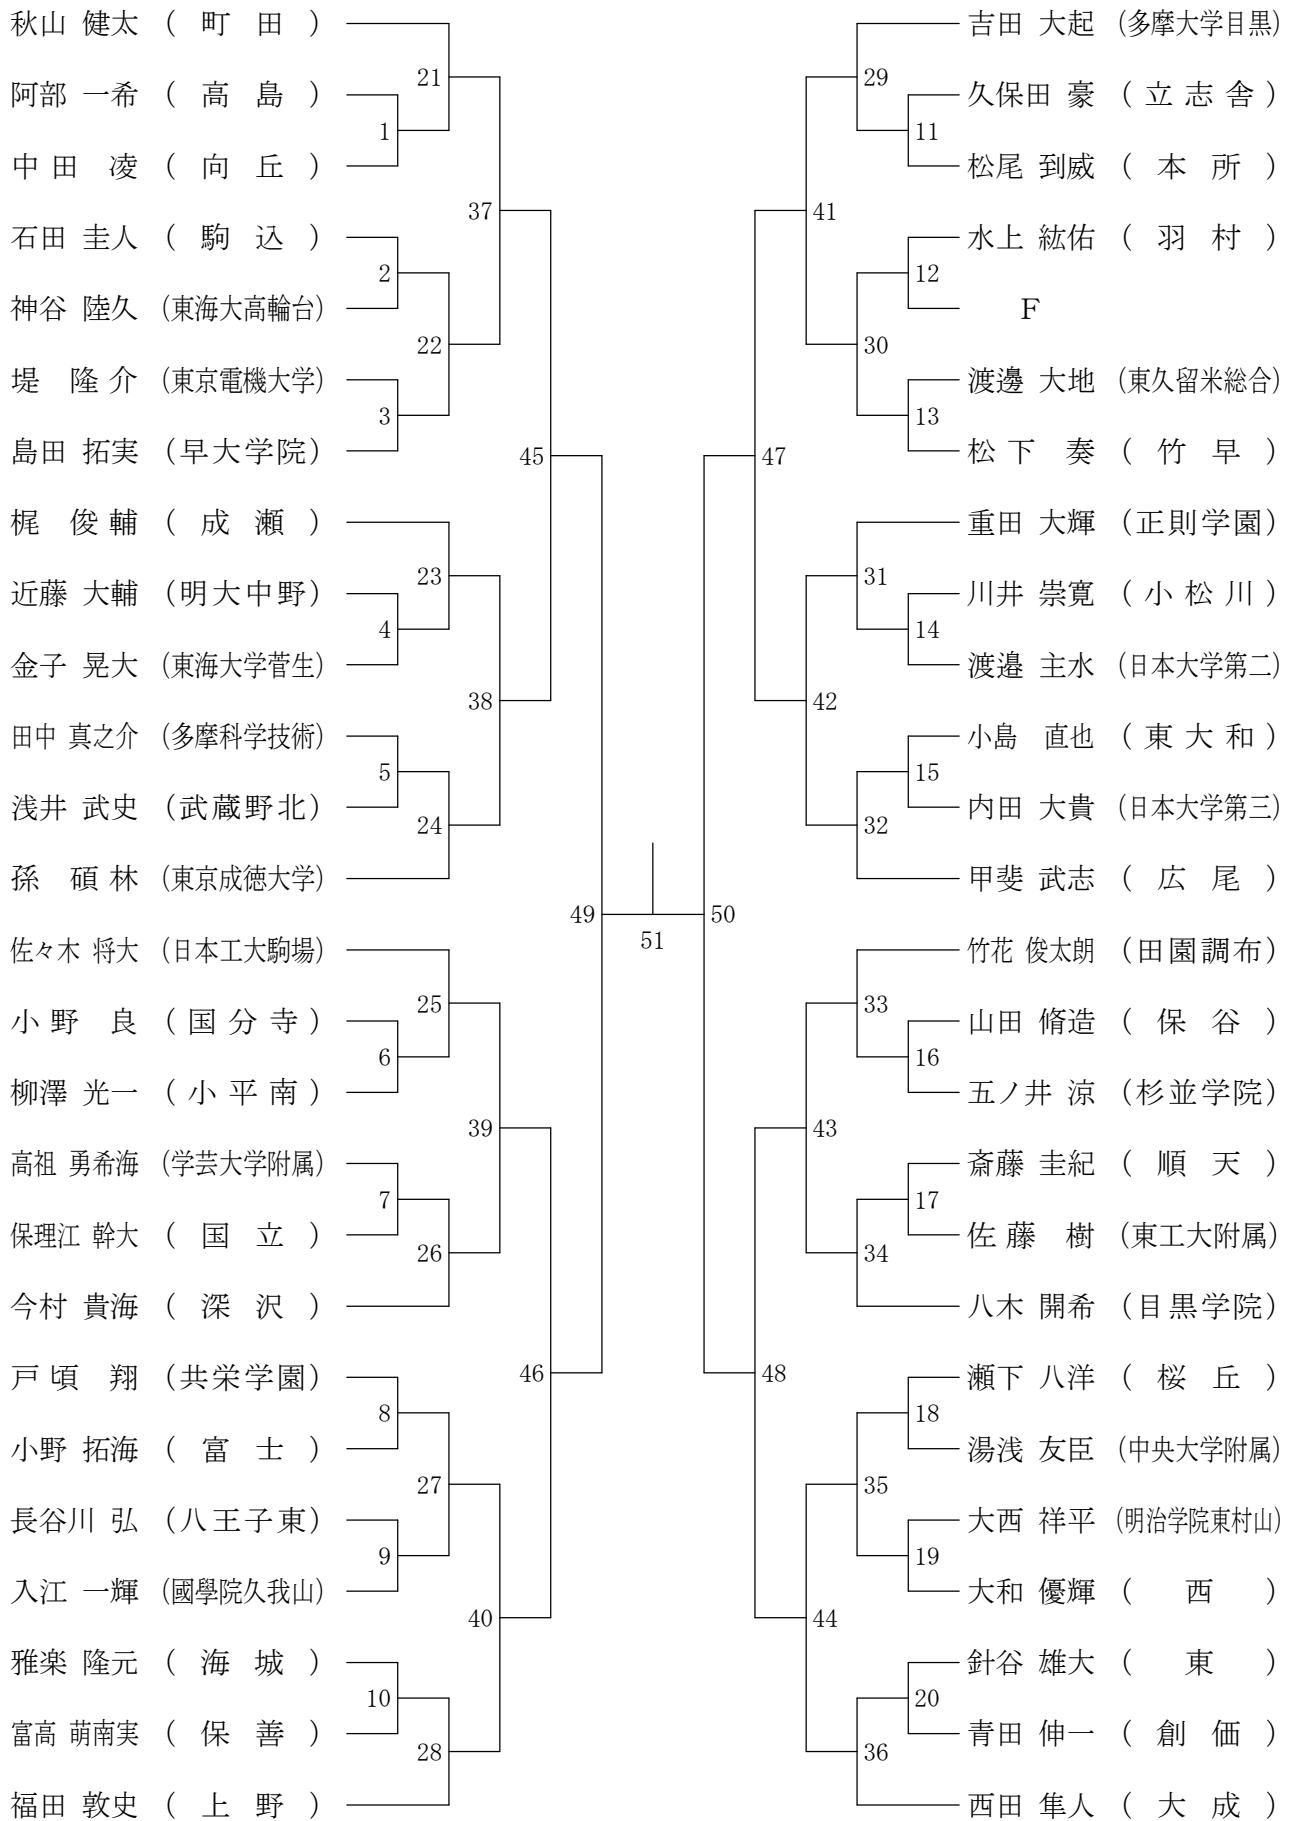 秋山 健太 ( 町 田 )
阿部 一希 ( 高 島 )
中 田 凌 ( 向 丘 )
石田 圭人 ( 駒 込 )
神谷 陸久 (東海大高輪台)
堤 隆 介 (東京電機大学)
島田 拓実 (早大学院)
梶 俊 輔 ( 成 瀬 )
近藤 大輔 (明大中野)
金子 晃大 (東海大学菅生)
田中 真之介 (多摩科学技術)
浅井 武史 (武蔵野北)
孫 碩 林 (東京成徳大学)
佐々木 将大 (日本工大駒場)
小 野 良 ( 国 分 寺 )
柳澤 光一 ( 小 平 南 )
高祖 勇希海 (学芸大学附属)
保理江 幹大 ( 国 立 )
今村 貴海 ( 深 沢 )
戸 頃 翔 (共栄学園)
小野 拓海 ( 富 士 )
長谷川 弘 (八王子東)
入江 一輝 (國學院久我山)
雅楽 隆元 ( 海 城 )
富高 萌南実 ( 保 善 )
福田 敦史 ( 上 野 )
1
2
3
4
5
6
7
8
9
10
21
22
23
24
25
26
27
28
37
38
39
40
45
46
49
51
50
47
48
41
42
43
44
29
30
31
32
33
34
35
36
11
12
13
14
15
16
17
18
19
20
吉田 大起 (多摩大学目黒)
久保田 豪 ( 立 志 舎 )
松尾 到威 ( 本 所 )
水上 紘佑 ( 羽 村 )
F
渡邊 大地 (東久留米総合)
松 下 奏 ( 竹 早 )
重田 大輝 (正則学園)
川井 崇寛 ( 小 松 川 )
渡邉 主水 (日本大学第二)
小島 直也 ( 東 大 和 )
内田 大貴 (日本大学第三)
甲斐 武志 ( 広 尾 )
竹花 俊太朗 (田園調布)
山田 脩造 ( 保 谷 )
五ノ井 涼 (杉並学院)
斎藤 圭紀 ( 順 天 )
佐 藤 樹 (東工大附属)
八木 開希 (目黒学院)
瀬下 八洋 ( 桜 丘 )
湯浅 友臣 (中央大学附属)
大西 祥平 (明治学院東村山)
大和 優輝 ( 西 )
針谷 雄大 ( 東 )
青田 伸一 ( 創 価 )
西田 隼人 ( 大 成 )